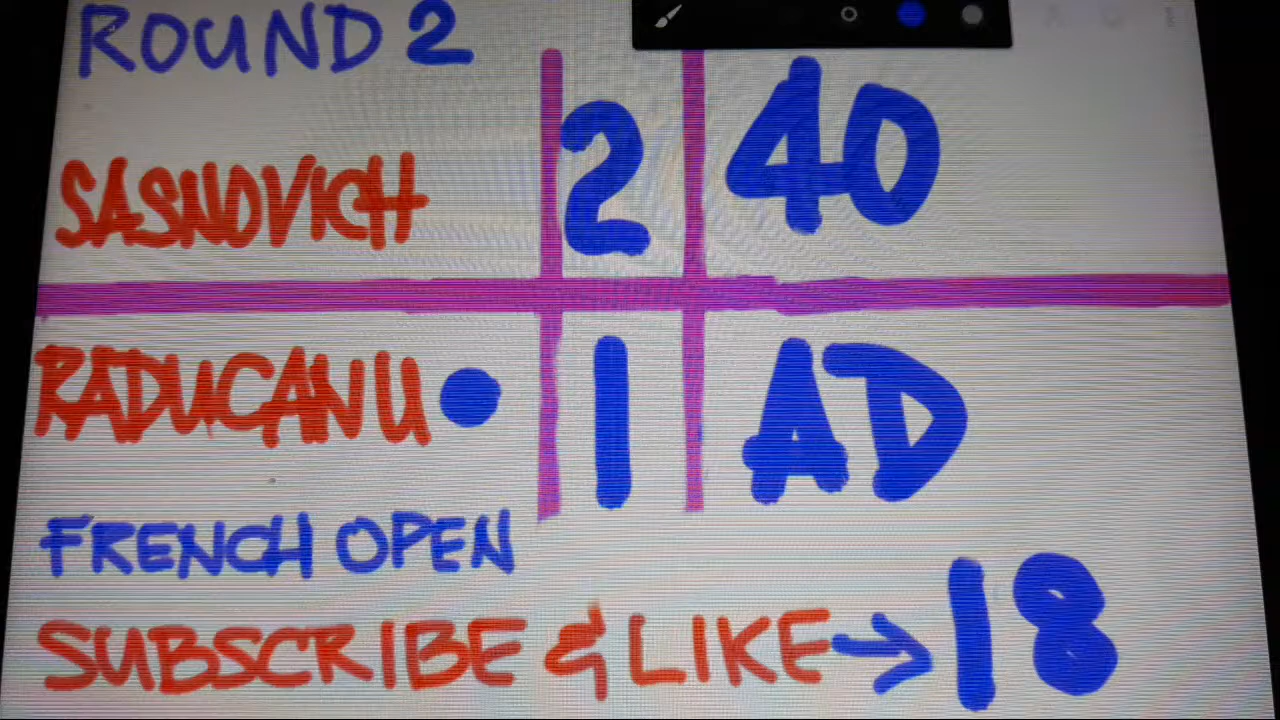 ROUND 2
SASNOVICH 2 40
RADUCANU 1 AD
FRENCH OPEN
SUBSCRIBE & LIKE → 18